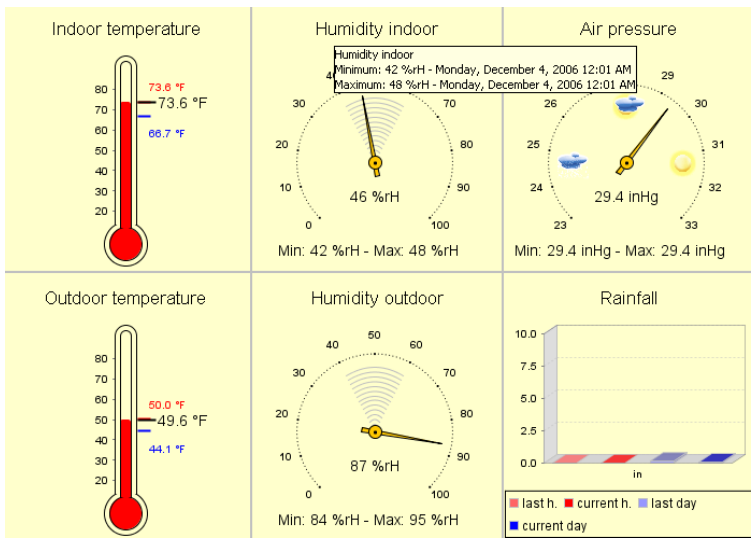 Indoor temperature
80
70
60
50
40
30
20
73.6 °F
73.6 °F
66.7 °F
Humidity indoor
Humidity indoor
Minimum: 42 %rH - Monday, December 4, 2006 12:01 AM
Maximum: 48 %rH - Monday, December 4, 2006 12:01 AM
0
10
20
30
70
80
90
100
46 %rH
Min: 42 %rH - Max: 48 %rH
Air pressure
23
24
25
26
29
30
31
32
33
29.4 inHg
Min: 29.4 inHg - Max: 29.4 inHg
Outdoor temperature
80
70
60
50
40
30
20
50.0 °F
49.6 °F
44.1 °F
Humidity outdoor
0
10
20
30
40
50
60
70
80
90
100
87 %rH
Min: 84 %rH - Max: 95 %rH
Rainfall
10.0
7.5
5.0
2.5
0.0
in
last h. current h. last day
current day